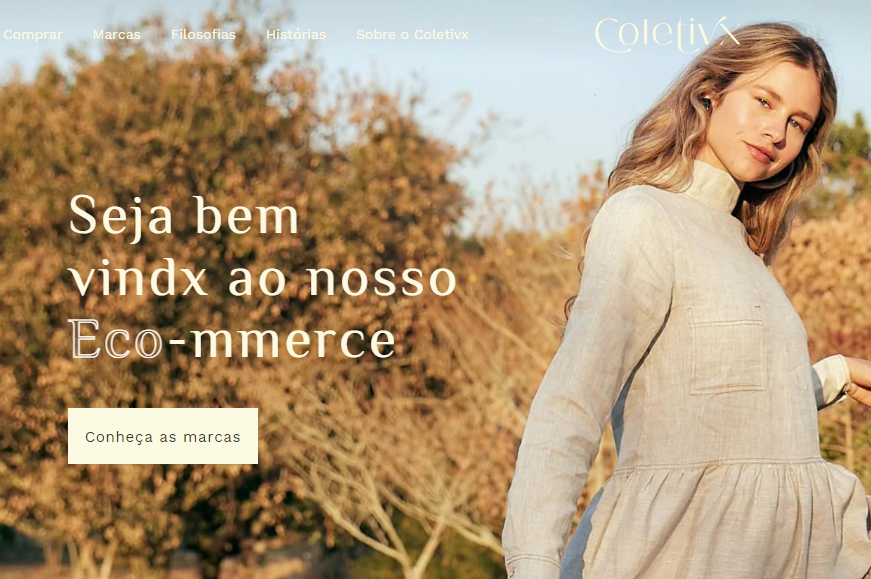 Comprar Marcas Filosofias Histórias Sobre o Coletivx
Coletivx
Seja bem
vindx ao nosso
Eco-mmerce
Conheça as marcas